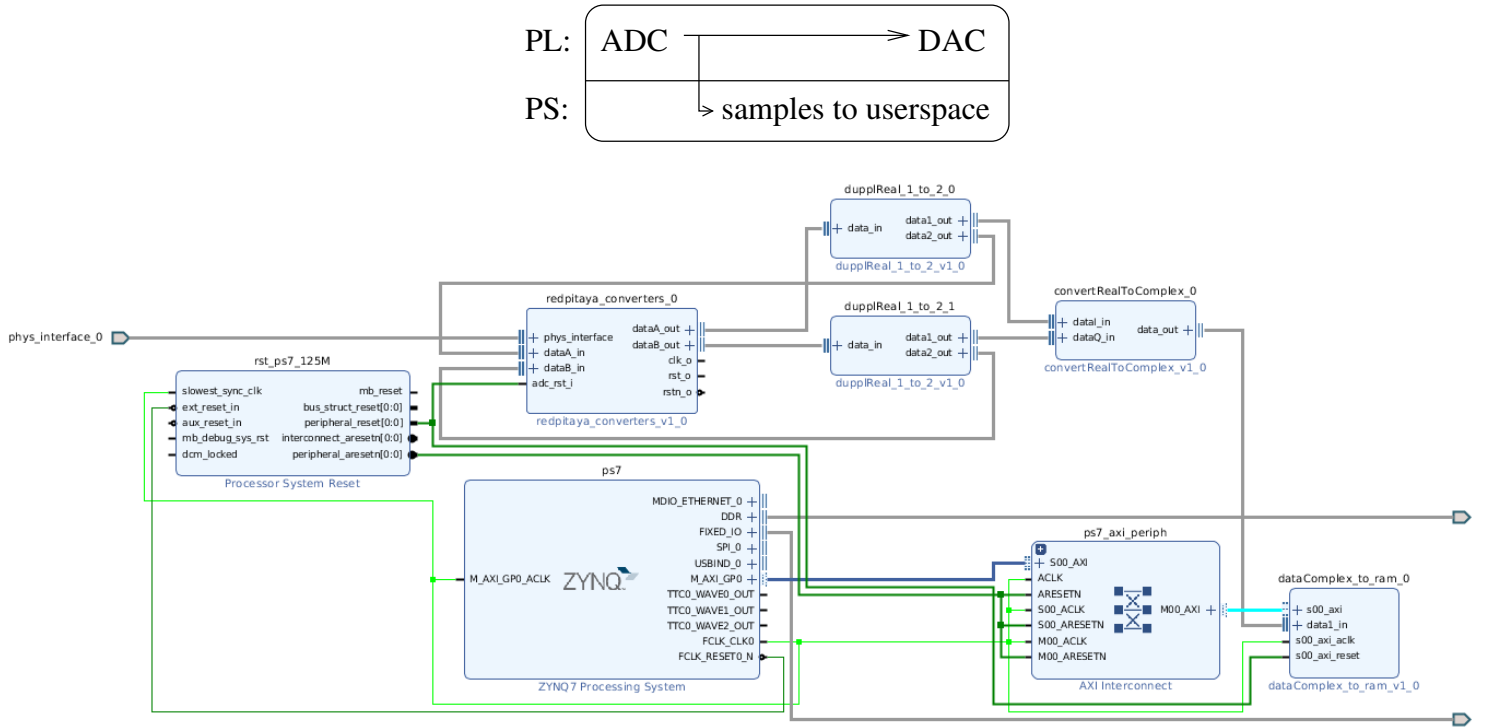 PL: ADC DAC
PS: samples to userspace
dupplReal_1_to_2_0
data_in
data1_out
data2_out
dupplReal_1_to_2_v1_0
redpitaya_converters_0
phys_interface
dataA_in
dataB_in
adc_rst_i
dataA_out
dataB_out
clk_o
rst_o
rstn_o
redpitaya_converters_v1_0
dupplReal_1_to_2_1
data_in
data1_out
data2_out
dupplReal_1_to_2_v1_0
convertRealToComplex_0
dataI_in
dataQ_in
data_out
convertRealToComplex_v1_0
phys_interface_0
rst_ps7_125M
slowest_sync_clk
ext_reset_in
aux_reset_in
mb_debug_sys_rst
dcm_locked
mb_reset
bus_struct_reset[0:0]
peripheral_reset[0:0]
interconnect_aresetn[0:0]
peripheral_aresetn[0:0]
Processor System Reset
ps7
M_AXI_GP0_ACLK
ZYNQ
MDIO_ETHERNET_0
DDR
FIXED_IO
SPI_0
USBIND_0
M_AXI_GP0
TTC0_WAVE0_OUT
TTC0_WAVE1_OUT
TTC0_WAVE2_OUT
FCLK_CLK0
FCLK_RESET0_N
ZYNQ7 Processing System
ps7_axi_periph
S00_AXI
ACLK
ARESETN
S00_ACLK
S00_ARESETN
M00_ACLK
M00_ARESETN
M00_AXI
AXI Interconnect
dataComplex_to_ram_0
s00_axi
data1_in
s00_axi_aclk
s00_axi_reset
dataComplex_to_ram_v1_0